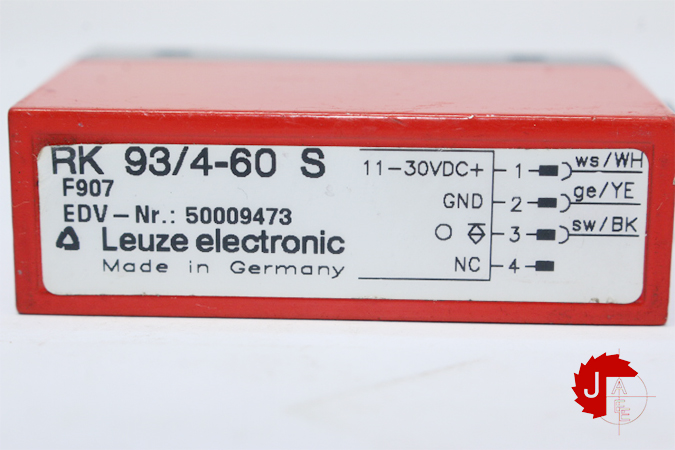 RK 93/4-60 S
F907
EDV-Nr.: 50009473
Leuze electronic
Made in Germany
11-30VDC+ 1 ws/WH
GND 2 ge/YE
3 sw/BK
NC 4
J
A
E
E